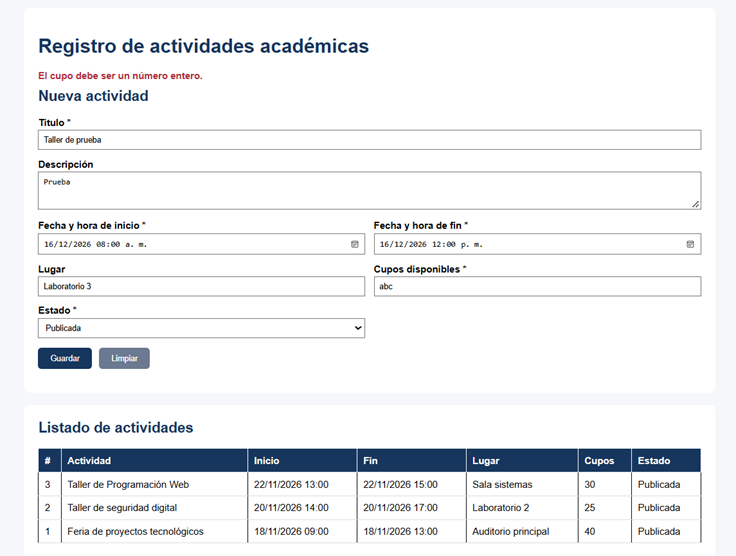 Registro de actividades académicas
El cupo debe ser un número entero.
Nueva actividad
Titulo *
Taller de prueba
Descripción
Prueba
Fecha y hora de inicio * Fecha y hora de fin *
16/12/2026 08:00 a. m. 16/12/2026 12:00 p. m.
Lugar Cupos disponibles *
Laboratorio 3 abc
Estado *
Publicada
Guardar Limpiar
Listado de actividades
# Actividad Inicio Fin Lugar Cupos Estado
3 Taller de Programación Web 22/11/2026 13:00 22/11/2026 15:00 Sala sistemas 30 Publicada
2 Taller de seguridad digital 20/11/2026 14:00 20/11/2026 17:00 Laboratorio 2 25 Publicada
1 Feria de proyectos tecnológicos 18/11/2026 09:00 18/11/2026 13:00 Auditorio principal 40 Publicada